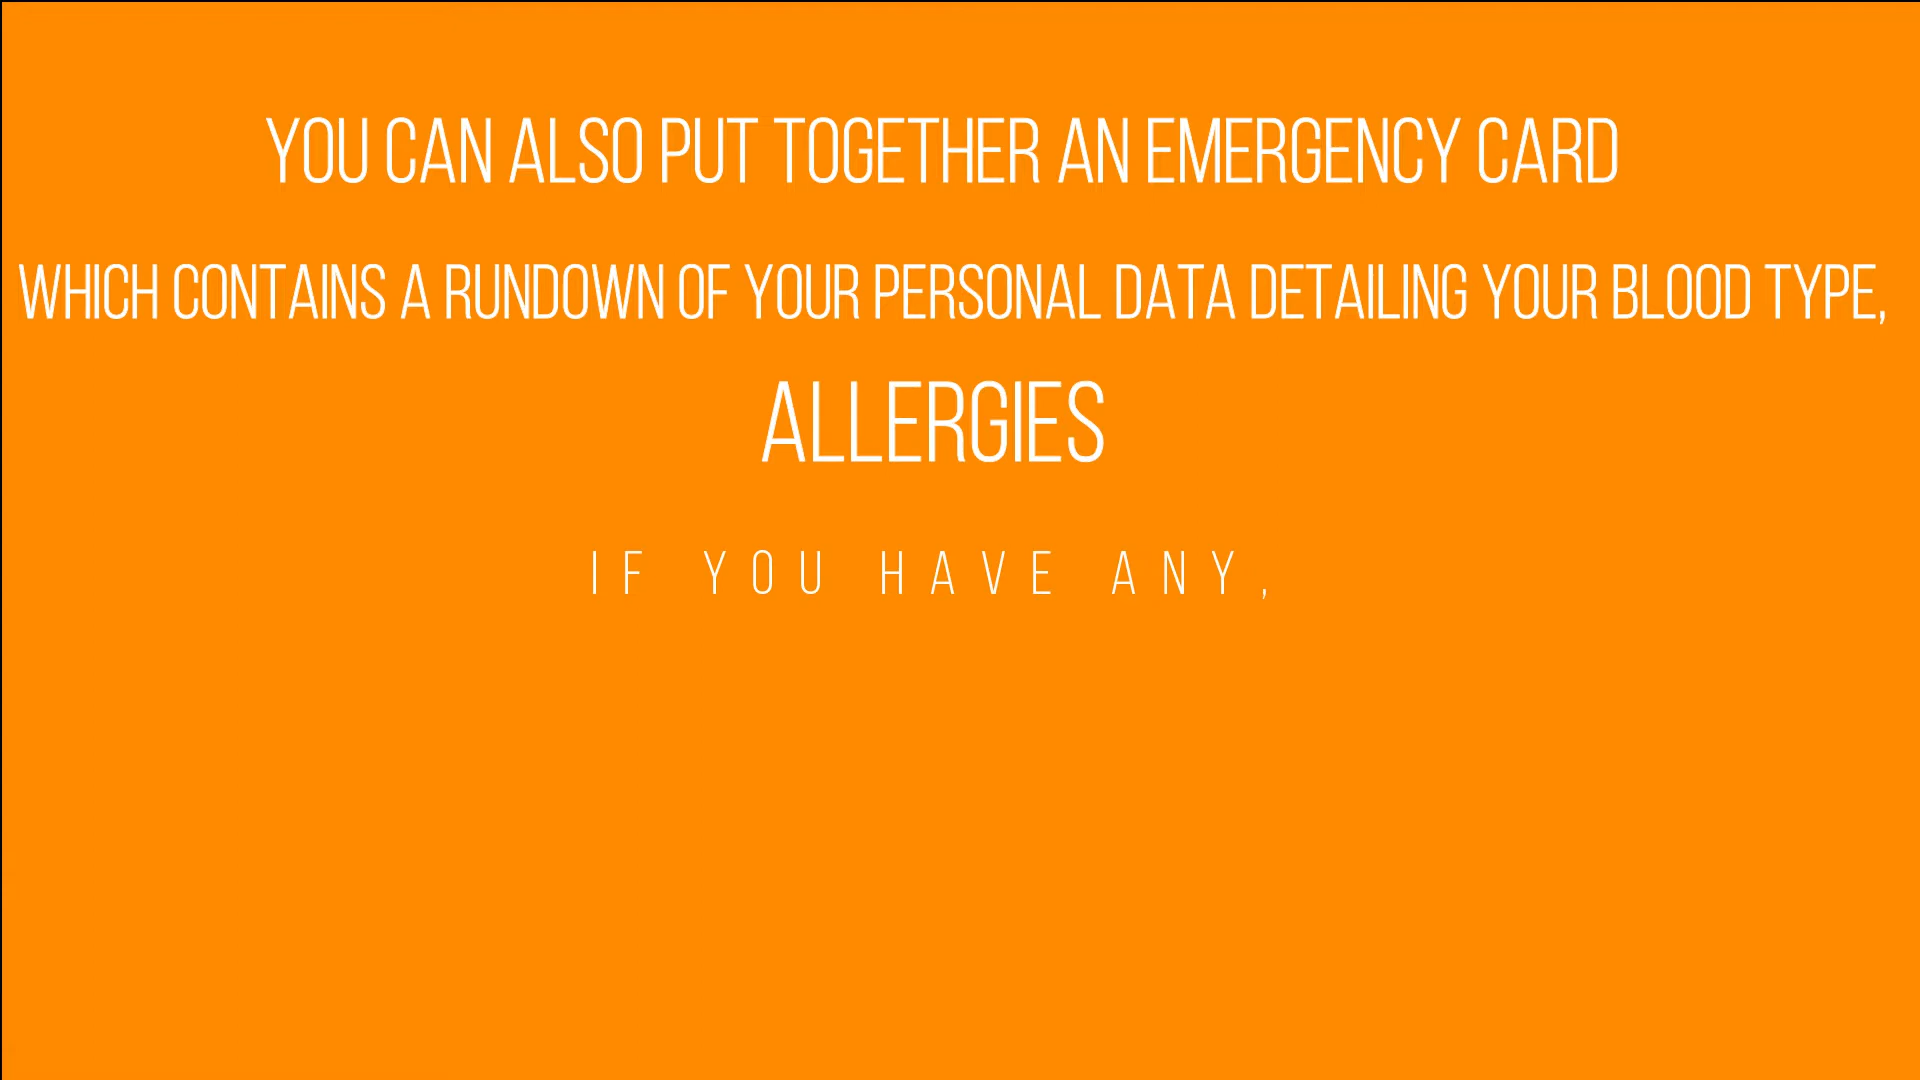 YOU CAN ALSO PUT TOGETHER AN EMERGENCY CARD
WHICH CONTAINS A RUNDOWN OF YOUR PERSONAL DATA DETAILING YOUR BLOOD TYPE,
ALLERGIES
IF YOU HAVE ANY,